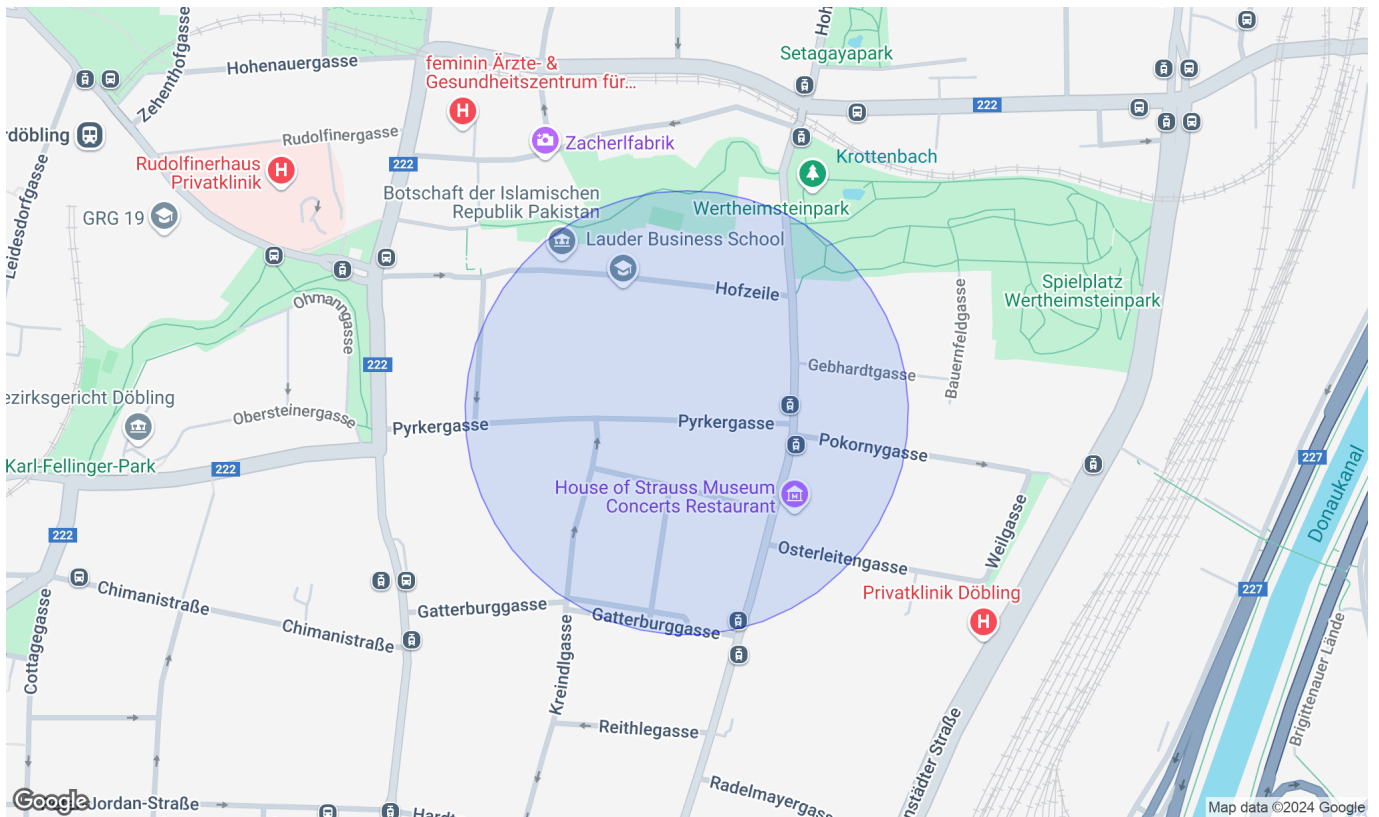 Zehenthofgasse
Hohenauergasse
feminin Ärzte- &
Gesundheitszentrum für...
Hoh
Setagayapark
222
rdöbling
Rudolfinergasse
Zacherlfabrik
222
Krottenbach
Rudolfinerhaus
Privatklinik
Botschaft der Islamischen
Republik Pakistan
Wertheimsteinpark
GRG 19
Leidesdorfgasse
Lauder Business School
Hofzeile
Spielplatz
Wertheimsteinpark
Ohmanngasse
Bauernfeldgasse
222
Gebhardtgasse
ezirksgericht Döbling
Obersteinergasse
Pyrkergasse
Pyrkergasse
Pokornygasse
Karl-Fellinger-Park
222
227
Donaukanal
House of Strauss Museum
Concerts Restaurant
Weilgasse
222
Osterleitengasse
227
Chimanistraße
Privatklinik Döbling
Gatterburggasse
Gatterburggasse
Chimanistraße
Cottagegasse
Kreindlgasse
Brigittenauer Lände
Reithlegasse
nstädter Straße
Radelmayergass
Google
-Jordan-Straße
Hardt
Map data ©2024 Google